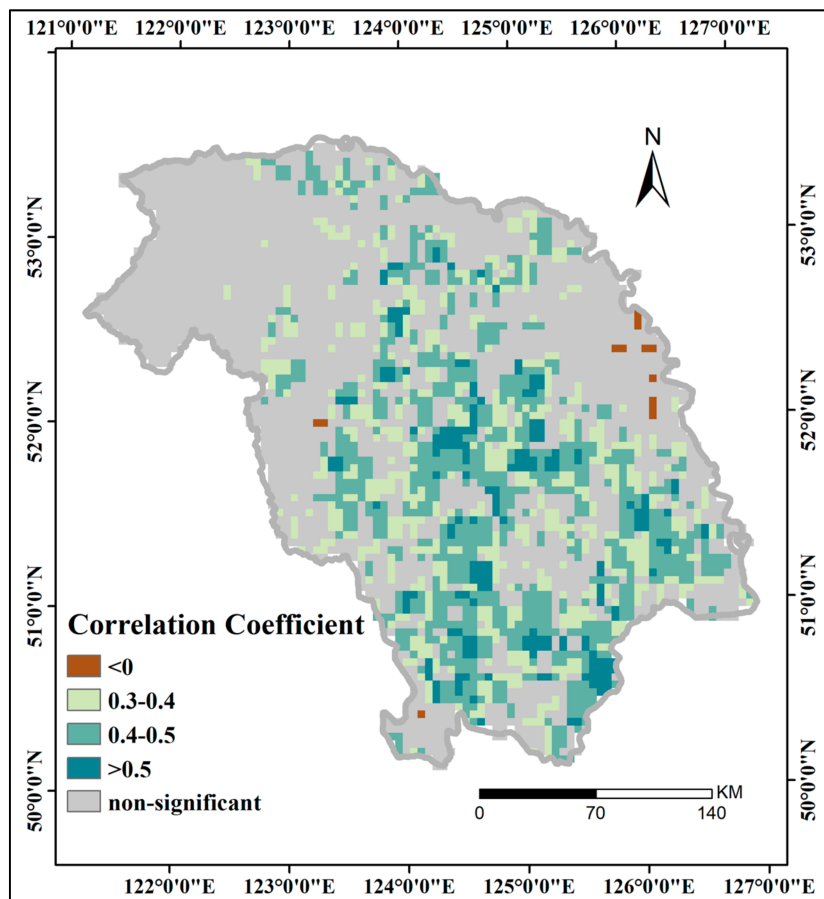 121°0'0"E 122°0'0"E 123°0'0"E 124°0'0"E 125°0'0"E 126°0'0"E 127°0'0"E
N
53°0'0"N 53°0'0"N
52°0'0"N 52°0'0"N
51°0'0"N 51°0'0"N
Correlation Coefficient
<0
0.3-0.4
0.4-0.5
>0.5
non-significant
50°0'0"N 50°0'0"N
KM
0 70 140
122°0'0"E 123°0'0"E 124°0'0"E 125°0'0"E 126°0'0"E 127°0'0"E